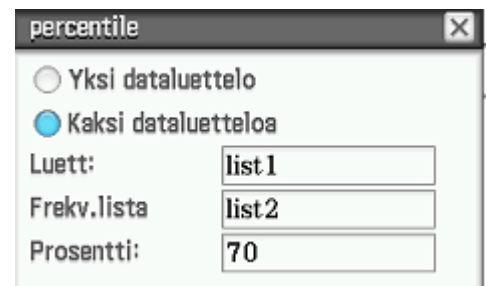 percentile
Yksi dataluettelo
Kaksi dataluetteloa
Luett: list1
Frekv.lista list2
Prosentti: 70